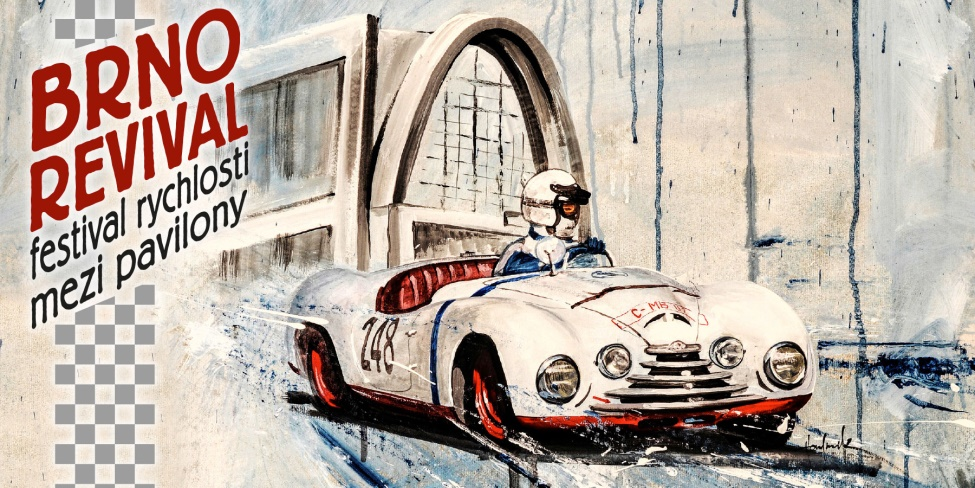 BRNO
REVIVAL
festival rychlosti
mezi pavilony
248